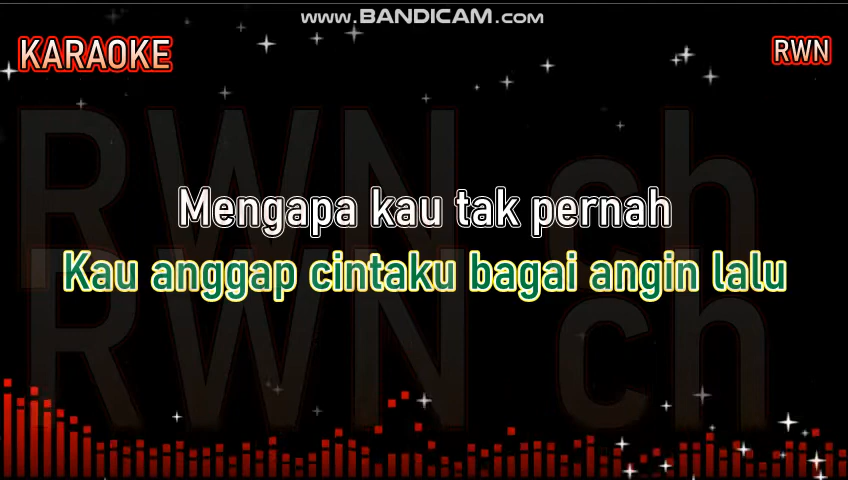 www.BANDICAM.com
KARAOKE
RWN
RWN ch
Mengapa kau tak pernah
Kau anggap cintaku bagai angin lalu
RWN ch